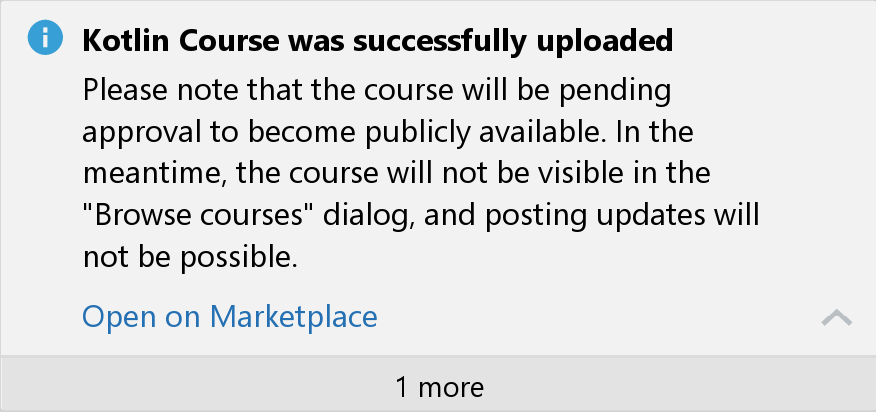 Kotlin Course was successfully uploaded
Please note that the course will be pending
approval to become publicly available. In the
meantime, the course will not be visible in the
"Browse courses" dialog, and posting updates will
not be possible.
Open on Marketplace
1 more